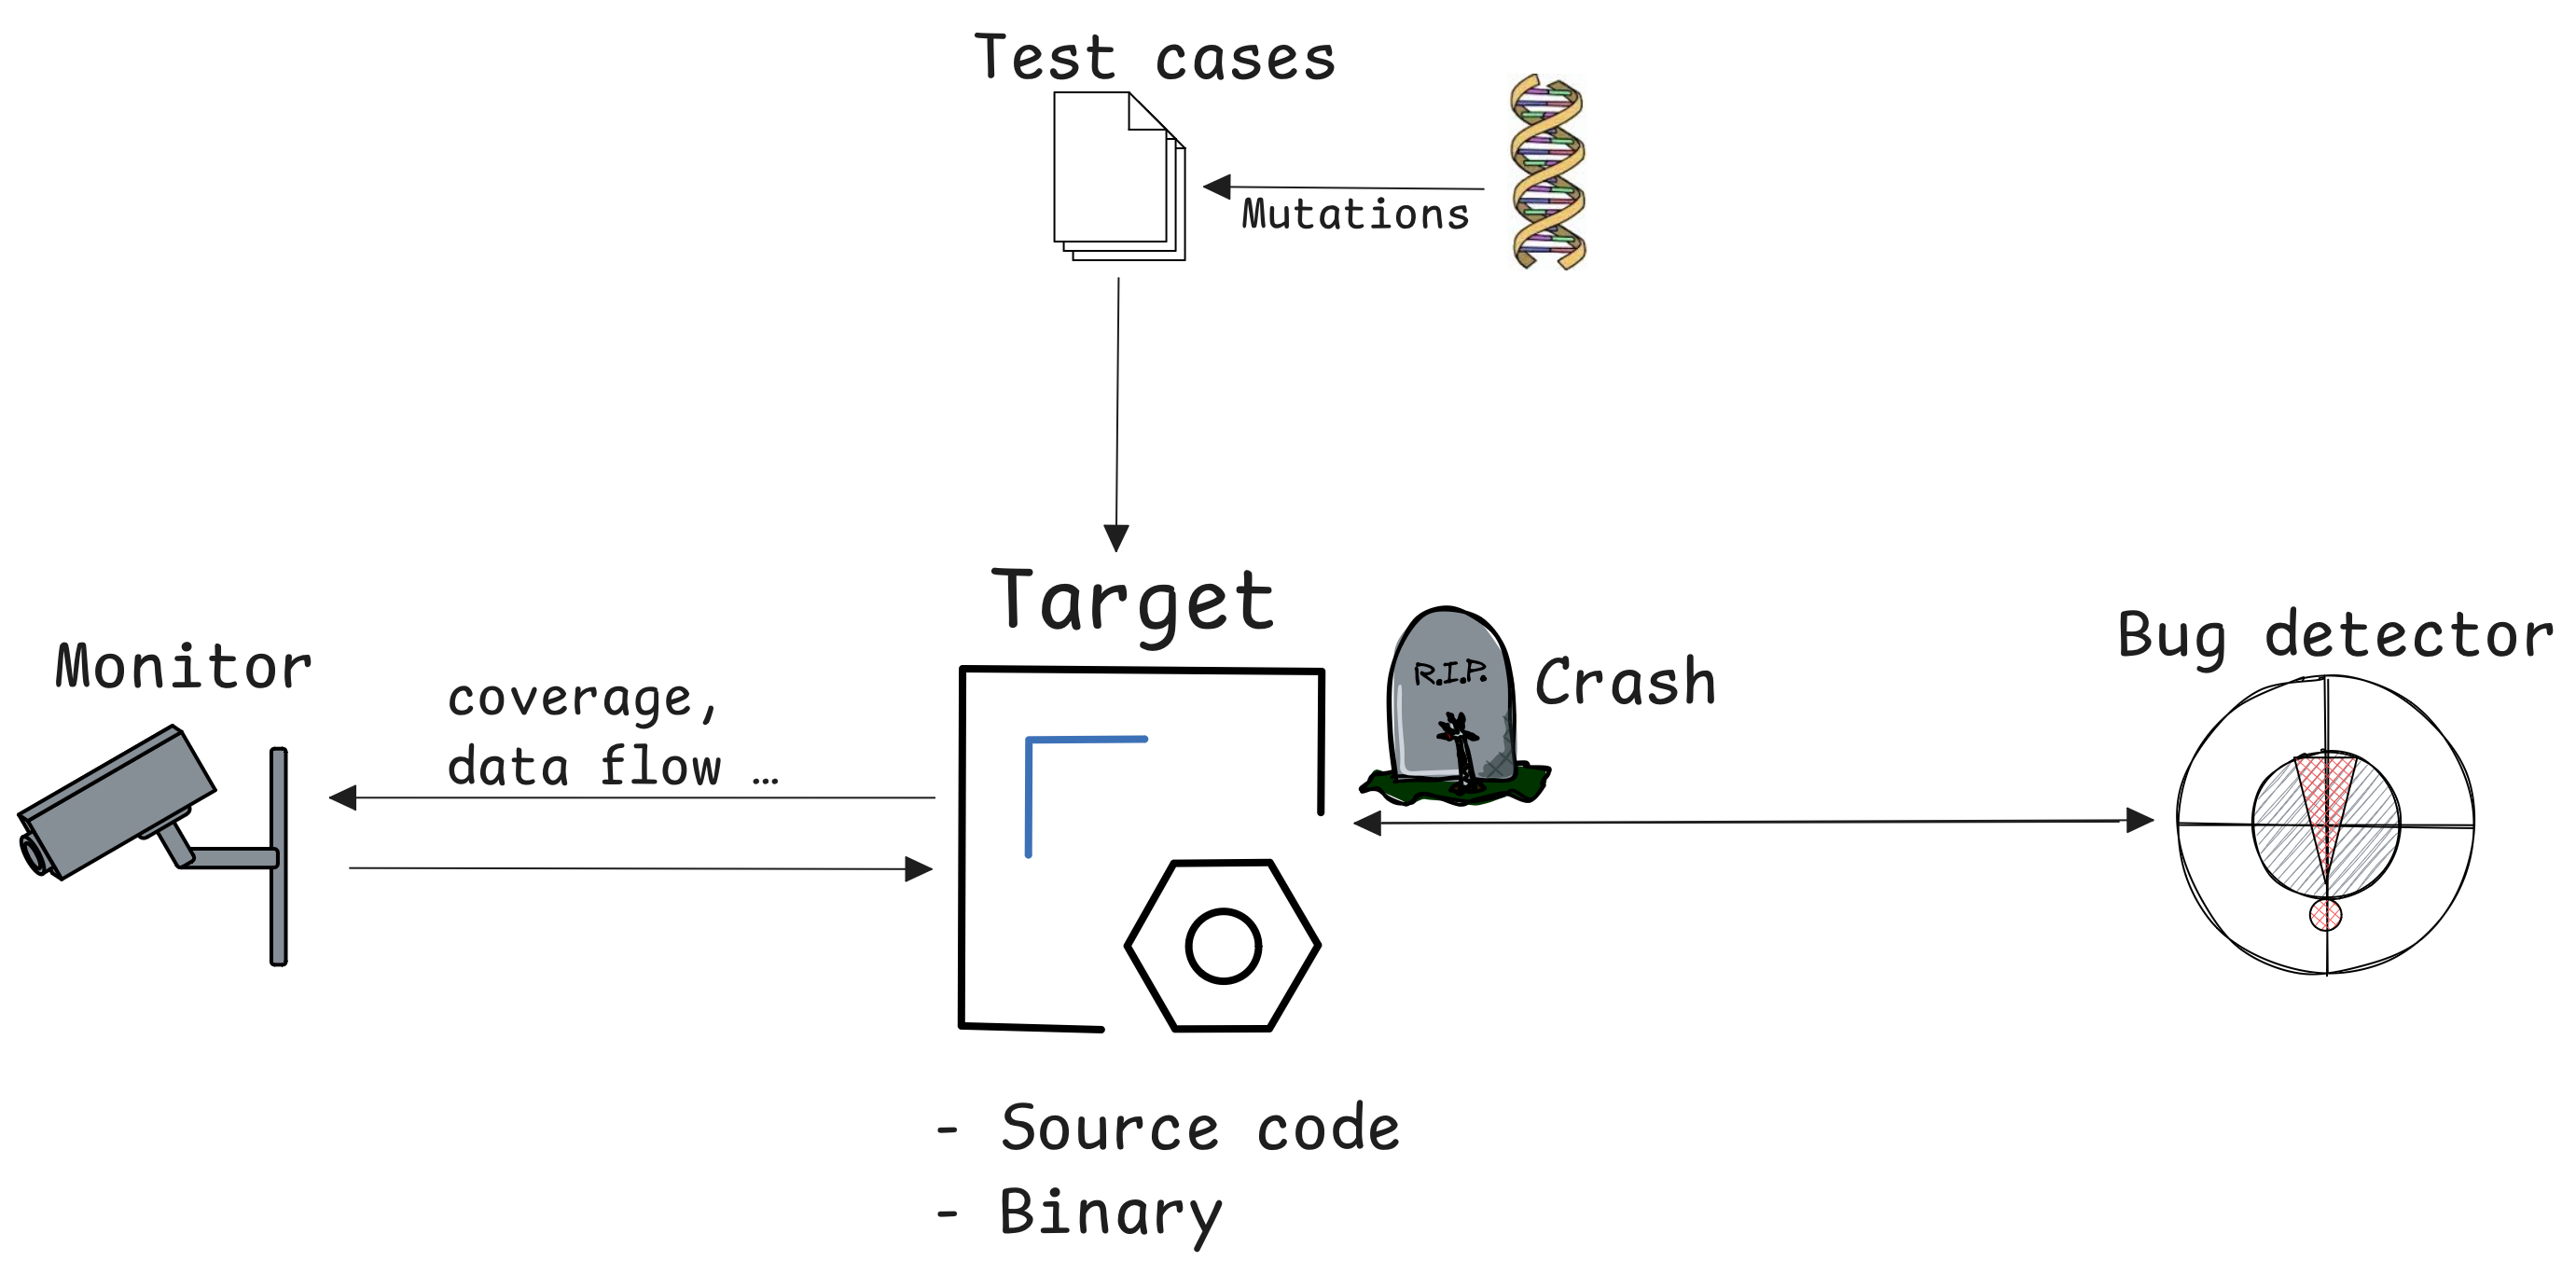 Test cases
Mutations
Target
Monitor
coverage,
data flow ...
R.I.P.
Crash
Bug detector
- Source code
- Binary